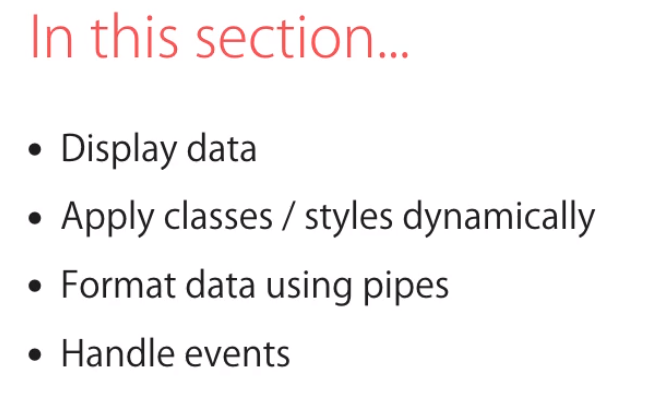 In this section...
• Display data
• Apply classes / styles dynamically
• Format data using pipes
• Handle events